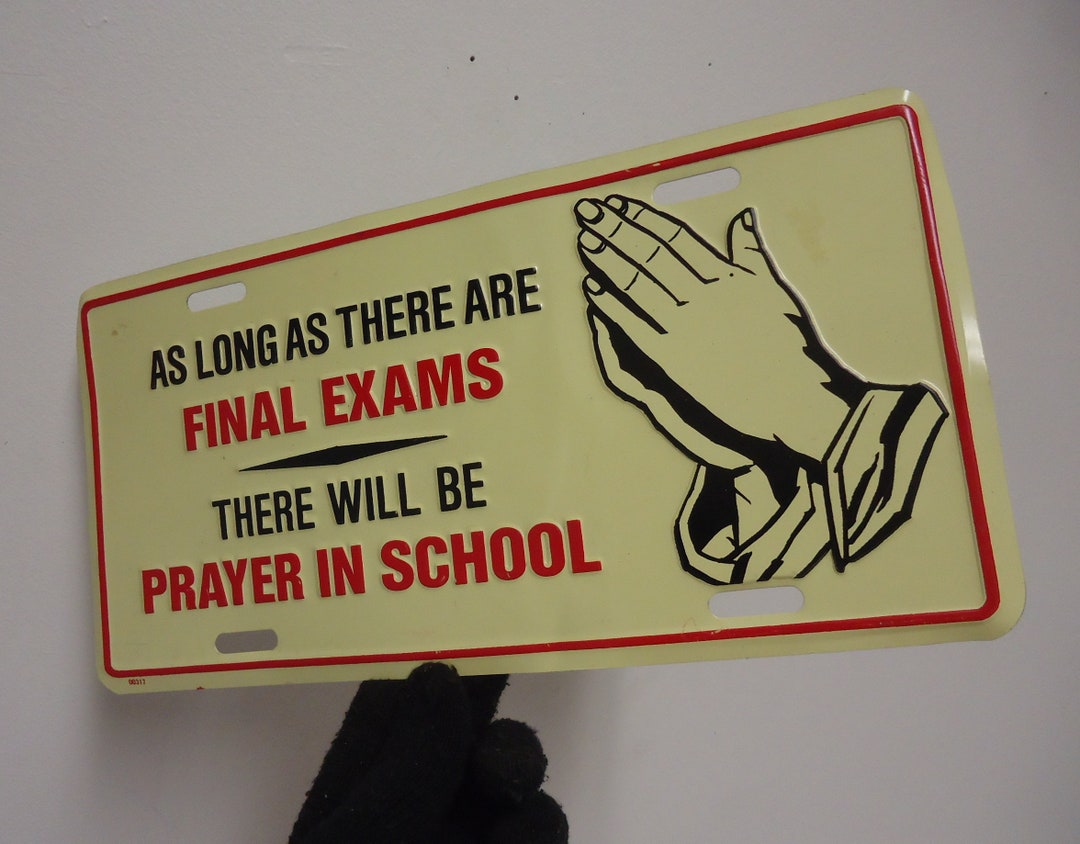 AS LONG AS THERE ARE
FINAL EXAMS
THERE WILL BE
PRAYER IN SCHOOL